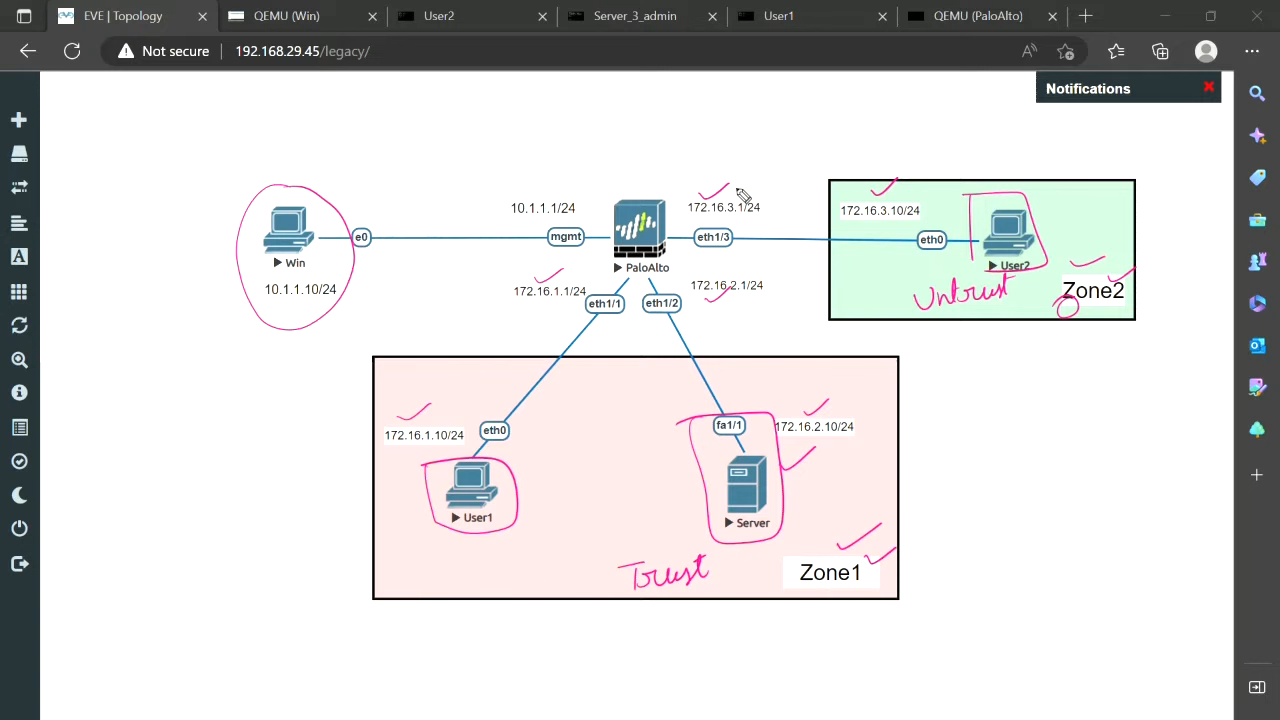 EVE | Topology
QEMU (Win)
User2
Server_3_admin
User1
QEMU (PaloAlto)
Not secure
192.168.29.45/legacy/
Notifications
10.1.1.1/24
172.16.3.1/24
172.16.3.10/24
e0
mgmt
eth1/3
eth0
Win
PaloAlto
User2
10.1.1.10/24
172.16.1.1/24
172.16.2.1/24
Untrust
Zone2
eth1/1
eth1/2
172.16.1.10/24
eth0
fa1/1
172.16.2.10/24
User1
Server
Trust
Zone1